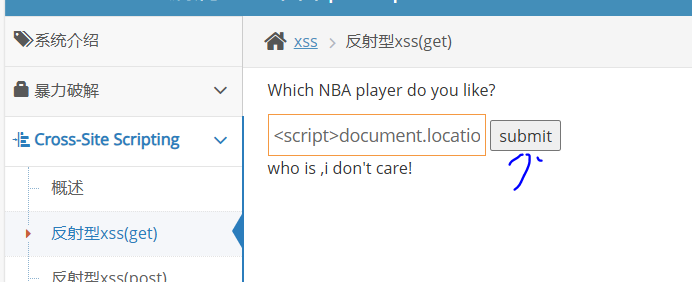 系统介绍
xss
反射型xss(get)
暴力破解
Which NBA player do you like?
Cross-Site Scripting
<script>document.locatio
submit
who is ,i don't care!
概述
反射型xss(get)
反射型xss(post)